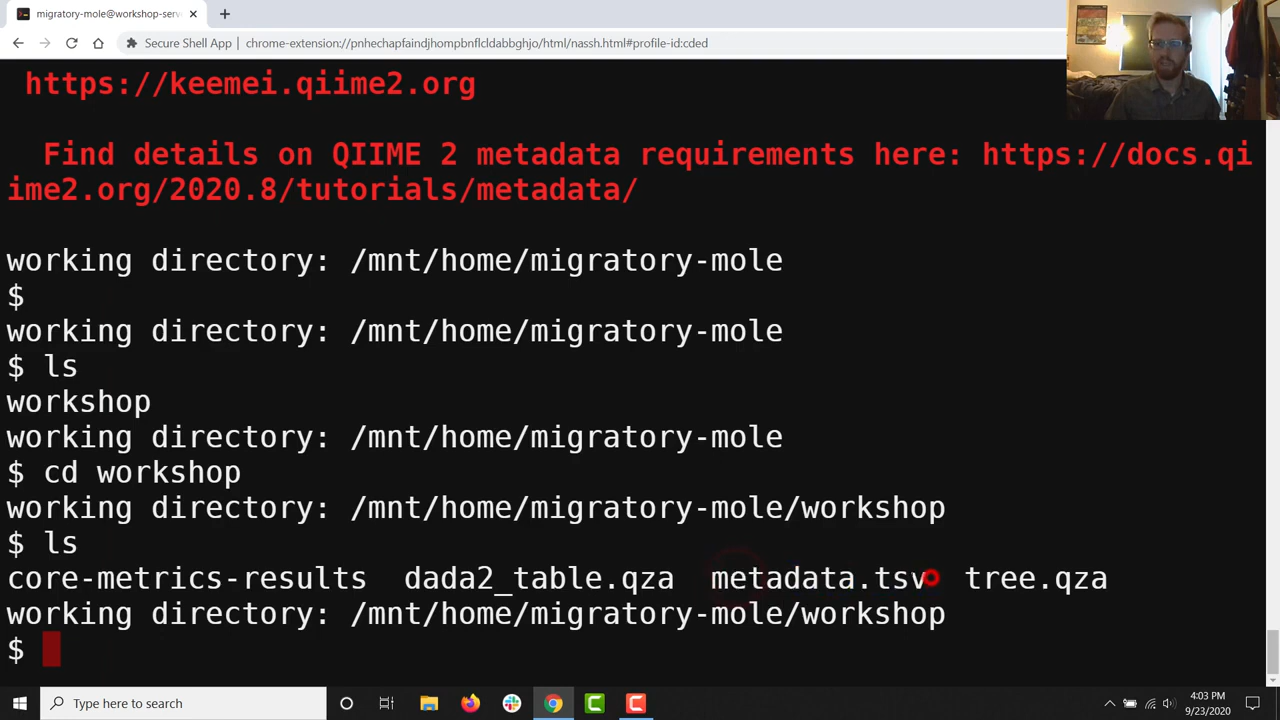 migratory-mole@workshop-serv
Secure Shell App
chrome-extension://pnhechapfaindjhompbnflcldabbghjo/html/nassh.html#profile-id:cded
https://keemei.qiime2.org
Find details on QIIME 2 metadata requirements here: https://docs.qi
ime2.org/2020.8/tutorials/metadata/
working directory: /mnt/home/migratory-mole
$
working directory: /mnt/home/migratory-mole
$ ls
workshop
working directory: /mnt/home/migratory-mole
$ cd workshop
working directory: /mnt/home/migratory-mole/workshop
$ ls
core-metrics-results dada2_table.qza metadata.tsv tree.qza
working directory: /mnt/home/migratory-mole/workshop
$
Type here to search
4:03 PM
9/23/2020